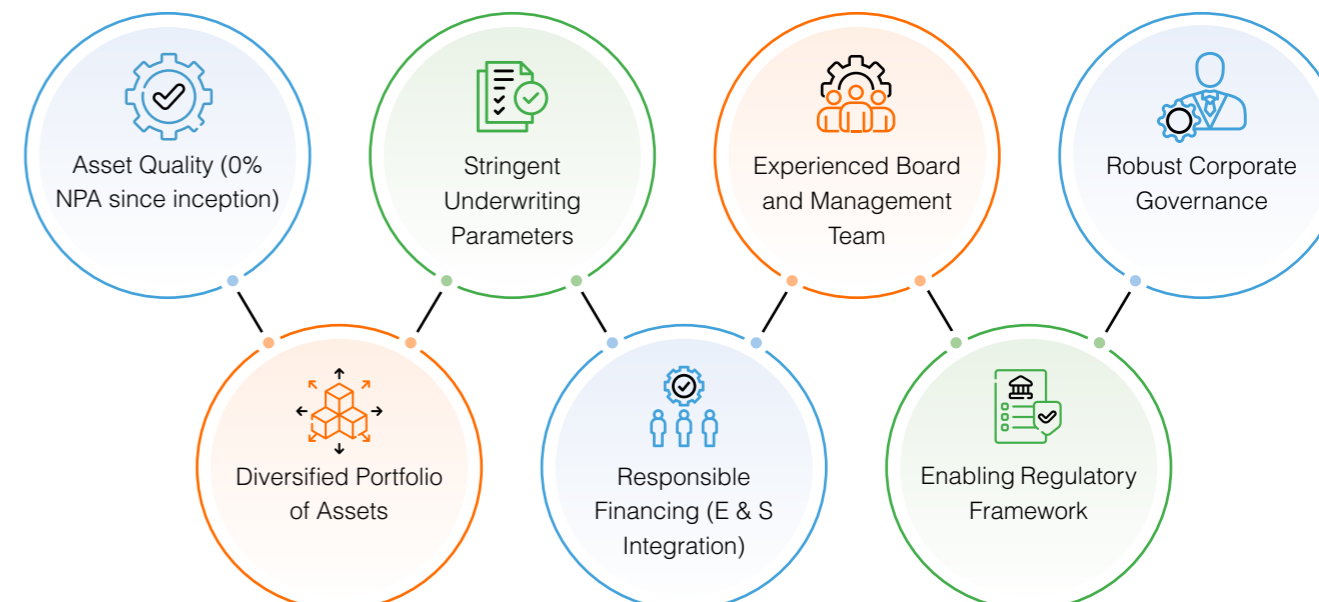 Asset Quality (0%
NPA since inception)
Stringent
Underwriting
Parameters
Experienced Board
and Management
Team
Robust Corporate
Governance
Diversified Portfolio
of Assets
Responsible
Financing (E & S
Integration)
Enabling Regulatory
Framework